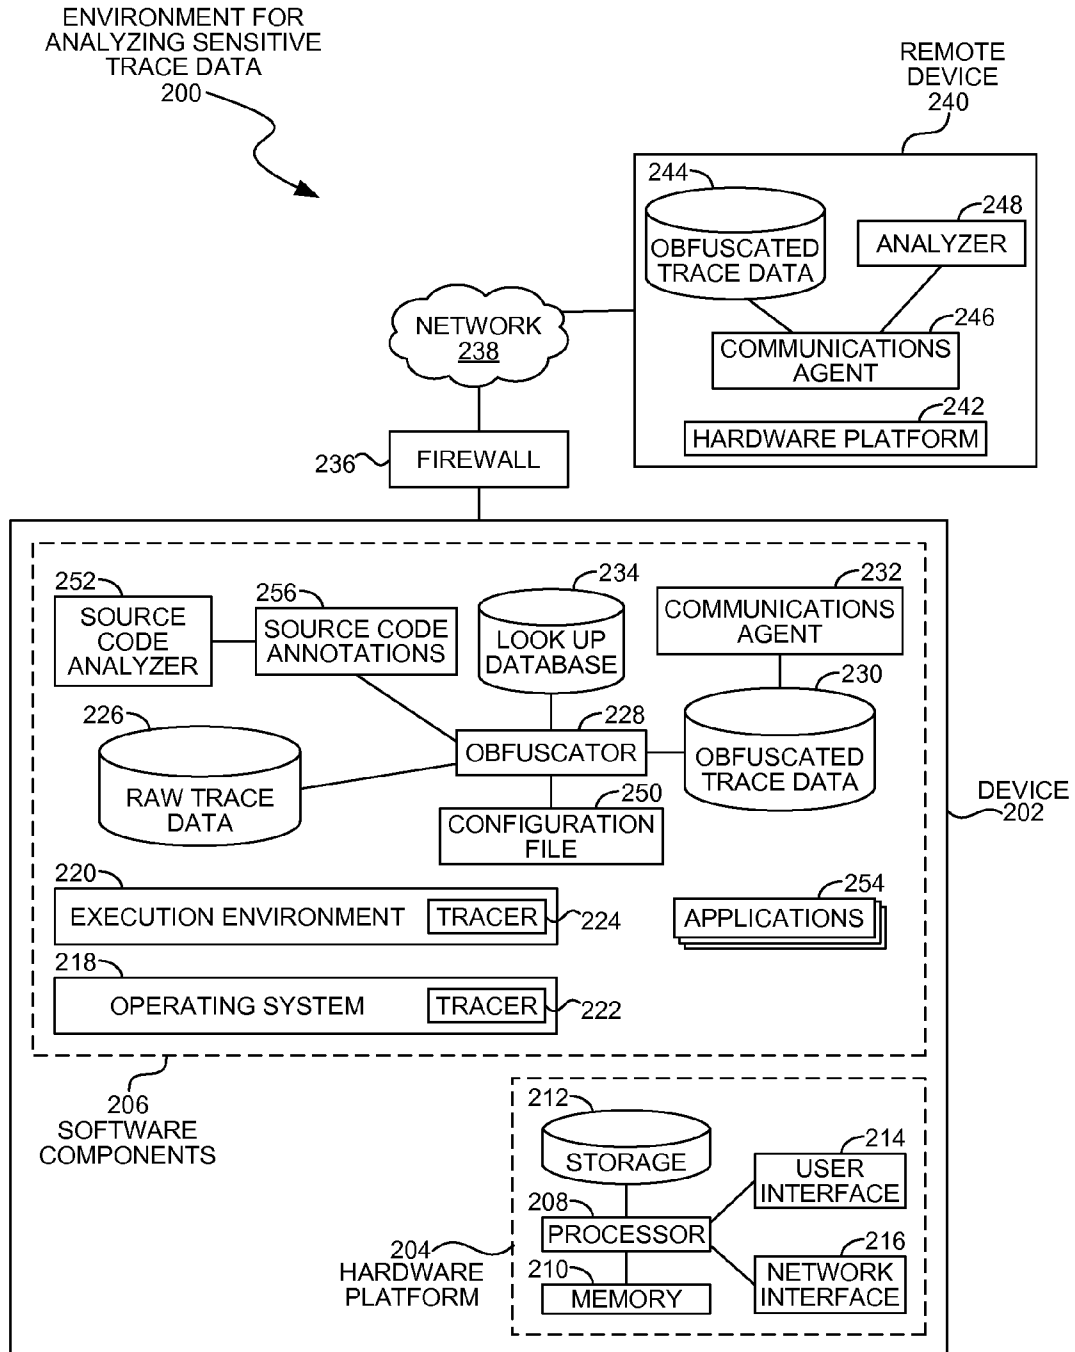 ENVIRONMENT FOR
ANALYZING SENSITIVE
TRACE DATA
200
REMOTE
DEVICE
240
244
OBFUSCATED
TRACE DATA
248
ANALYZER
246
COMMUNICATIONS
AGENT
242
HARDWARE PLATFORM
NETWORK
238
236
FIREWALL
252
SOURCE
CODE
ANALYZER
256
SOURCE CODE
ANNOTATIONS
234
LOOK UP
DATABASE
232
COMMUNICATIONS
AGENT
226
RAW TRACE
DATA
228
OBFUSCATOR
230
OBFUSCATED
TRACE DATA
250
CONFIGURATION
FILE
DEVICE
202
220
EXECUTION ENVIRONMENT
TRACER
224
254
APPLICATIONS
218
OPERATING SYSTEM
TRACER
222
206
SOFTWARE
COMPONENTS
212
STORAGE
214
USER
INTERFACE
208
PROCESSOR
204
HARDWARE
PLATFORM
210
MEMORY
216
NETWORK
INTERFACE